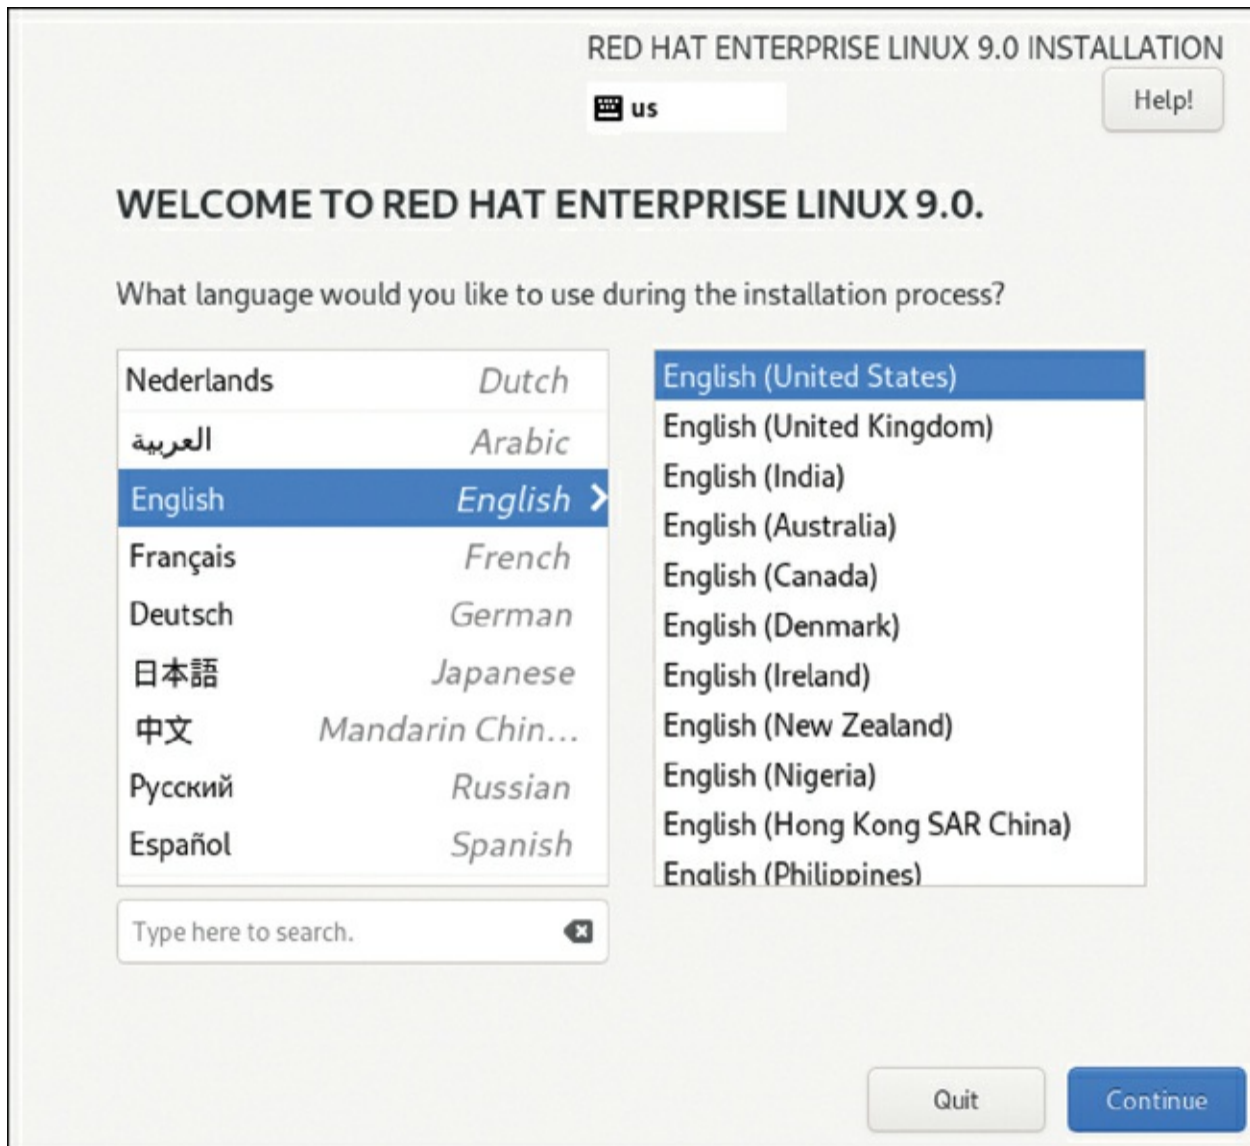 RED HAT ENTERPRISE LINUX 9.0 INSTALLATION
us
Help!
WELCOME TO RED HAT ENTERPRISE LINUX 9.0.
What language would you like to use during the installation process?
Nederlands Dutch
العربية Arabic
English English
Français French
Deutsch German
日本語 Japanese
中文 Mandarin Chin...
Русский Russian
Español Spanish
Type here to search.
English (United States)
English (United Kingdom)
English (India)
English (Australia)
English (Canada)
English (Denmark)
English (Ireland)
English (New Zealand)
English (Nigeria)
English (Hong Kong SAR China)
English (Philippines)
Quit
Continue